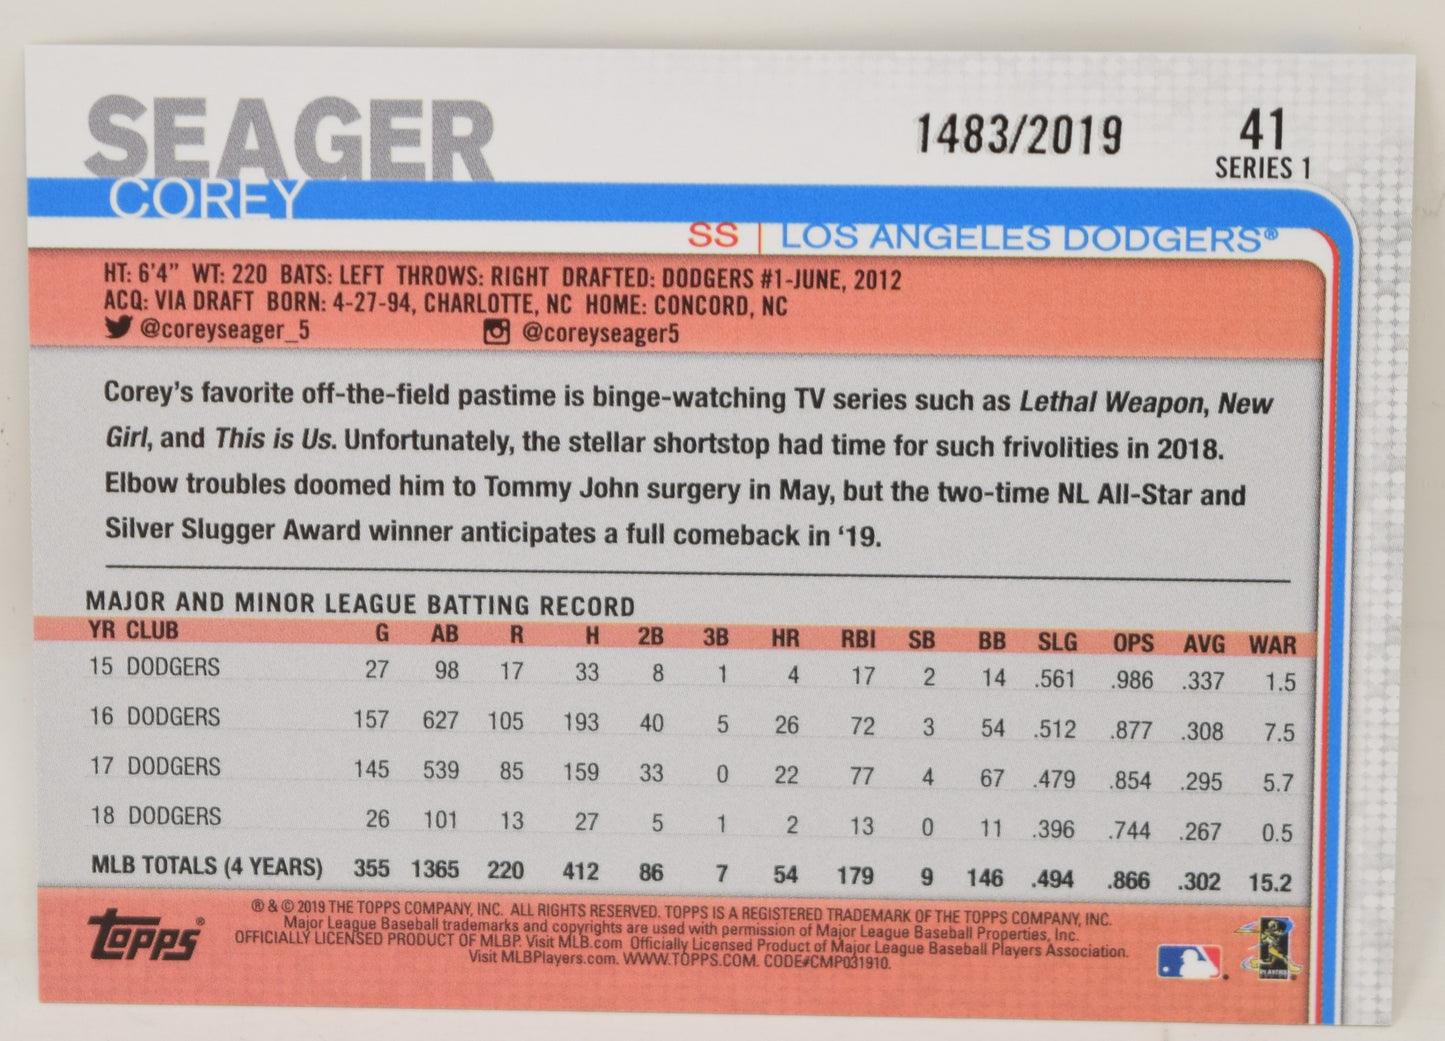 SEAGER
COREY
1483/2019
41
SERIES 1
SS | LOS ANGELES DODGERS®
HT: 6'4" WT: 220 BATS: LEFT THROWS: RIGHT DRAFTED: DODGERS #1-JUNE, 2012
ACQ: VIA DRAFT BORN: 4-27-94, CHARLOTTE, NC HOME: CONCORD, NC
@coreyseager_5 @coreyseager5
Corey's favorite off-the-field pastime is binge-watching TV series such as Lethal Weapon, New
Girl, and This is Us. Unfortunately, the stellar shortstop had time for such frivolities in 2018.
Elbow troubles doomed him to Tommy John surgery in May, but the two-time NL All-Star and
Silver Slugger Award winner anticipates a full comeback in '19.
MAJOR AND MINOR LEAGUE BATTING RECORD
YR CLUB G AB R H 2B 3B HR RBI SB BB SLG OPS AVG WAR
15 DODGERS 27 98 17 33 8 1 4 17 2 14 .561 .986 .337 1.5
16 DODGERS 157 627 105 193 40 5 26 72 3 54 .512 .877 .308 7.5
17 DODGERS 145 539 85 159 33 0 22 77 4 67 .479 .854 .295 5.7
18 DODGERS 26 101 13 27 5 1 2 13 0 11 .396 .744 .267 0.5
MLB TOTALS (4 YEARS) 355 1365 220 412 86 7 54 179 9 146 .494 .866 .302 15.2
Topps®
® & © 2019 THE TOPPS COMPANY, INC. ALL RIGHTS RESERVED. TOPPS IS A REGISTERED TRADEMARK OF THE TOPPS COMPANY, INC.
Major League Baseball trademarks and copyrights are used with permission of Major League Baseball Properties, Inc.
OFFICIALLY LICENSED PRODUCT OF MLBP. Visit MLB.com Officially Licensed Product of Major League Baseball Players Association.
Visit MLBPlayers.com. WWW.TOPPS.COM. CODE#CMP031910.
PLAYERS